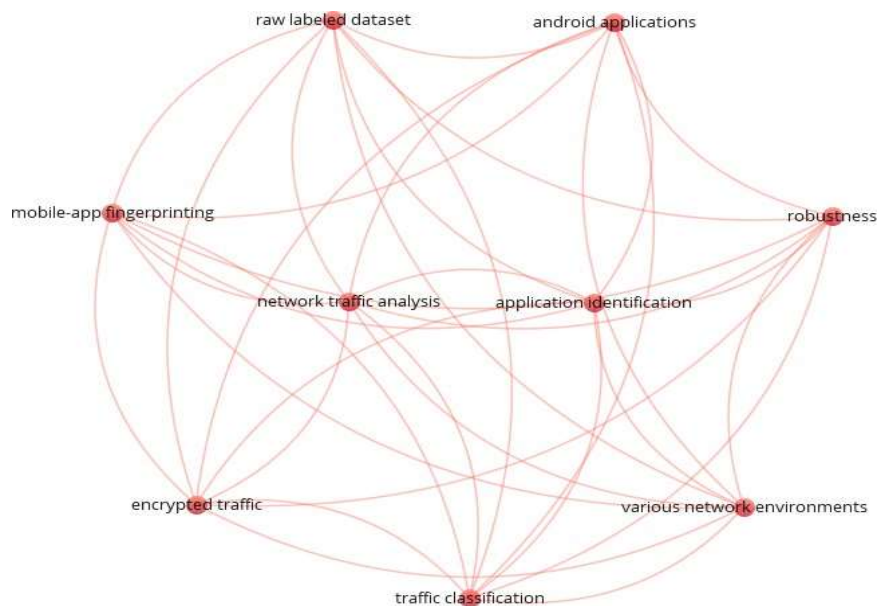 raw labeled dataset
android applications
mobile-app fingerprinting
robustness
network traffic analysis
application identification
encrypted traffic
various network environments
traffic classification